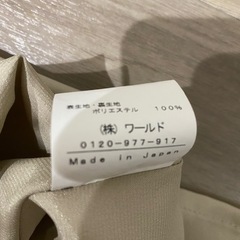 表生地・裏生地
ポリエステル 100%
(株) ワールド
0120-977-917
Made in Japan